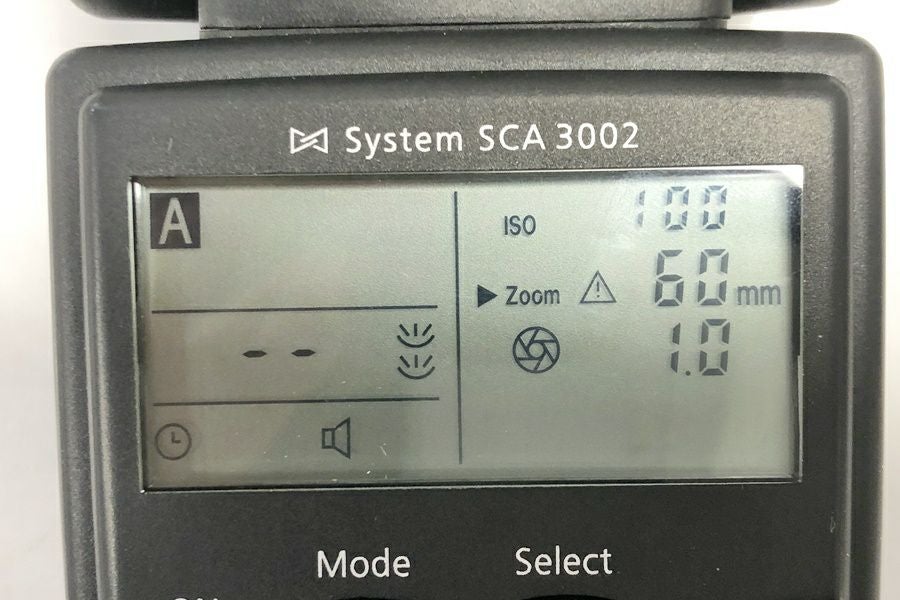 System SCA 3002
A
ISO 100
Zoom 60 mm
1.0
--
Mode Select